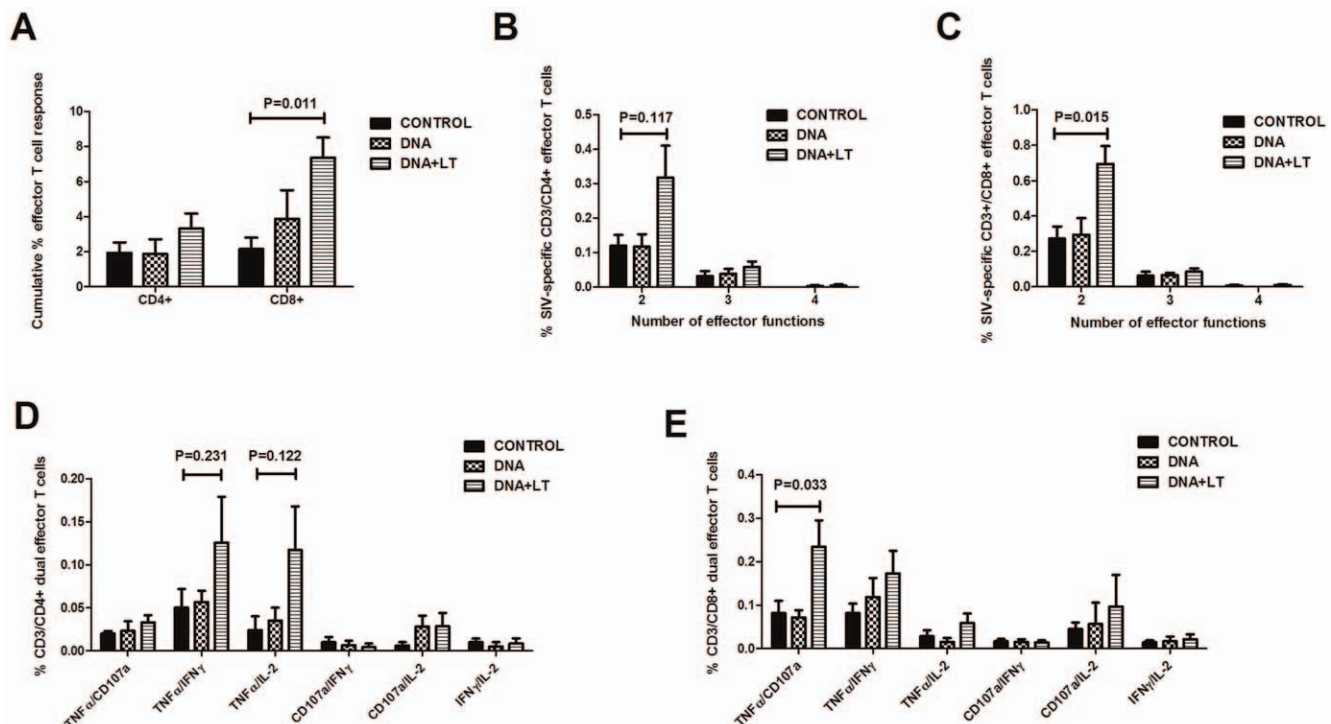 A
Cumulative % effector T cell response
10
8
6
4
2
0
P=0.011
CD4+
CD8+
CONTROL
DNA
DNA+LT
B
% SIV-specific CD3/CD4+ effector T cells
0.5
0.4
0.3
0.2
0.1
0.0
P=0.117
2
3
4
Number of effector functions
CONTROL
DNA
DNA+LT
C
% SIV-specific CD3+/CD8+ effector T cells
1.0
0.8
0.6
0.4
0.2
0.0
P=0.015
2
3
4
Number of effector functions
CONTROL
DNA
DNA+LT
D
% CD3/CD4+ dual effector T cells
0.20
0.15
0.10
0.05
0.00
P=0.231
P=0.122
TNFα/CD107a
TNFα/IFNγ
TNFα/IL-2
CD107a/IFNγ
CD107a/IL-2
IFNγ/IL-2
CONTROL
DNA
DNA+LT
E
% CD3/CD8+ dual effector T cells
0.4
0.3
0.2
0.1
0.0
P=0.033
TNFα/CD107a
TNFα/IFNγ
TNFα/IL-2
CD107a/IFNγ
CD107a/IL-2
IFNγ/IL-2
CONTROL
DNA
DNA+LT